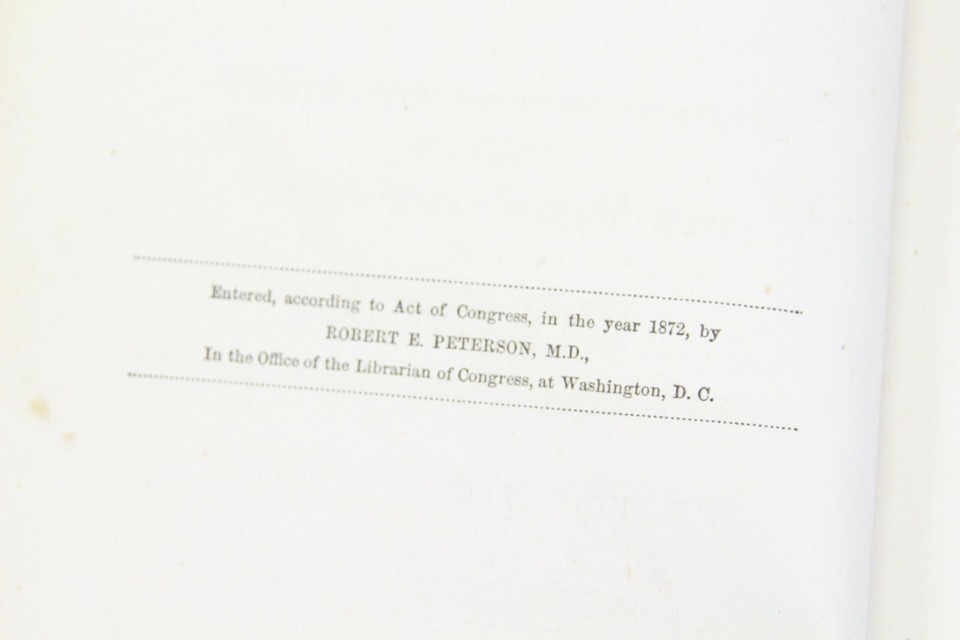 Entered, according to Act of Congress, in the year 1872, by
ROBERT E. PETERSON, M.D.,
In the Office of the Librarian of Congress, at Washington, D. C.